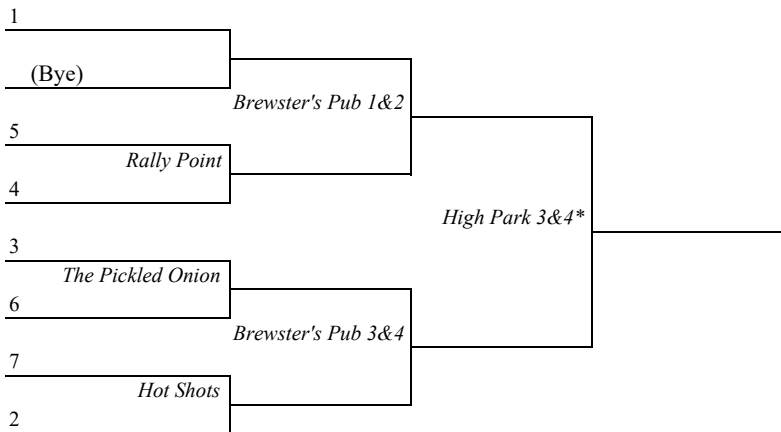 1
(Bye)
Brewster's Pub 1&2
5
Rally Point
4
High Park 3&4*
3
The Pickled Onion
6
Brewster's Pub 3&4
7
Hot Shots
2